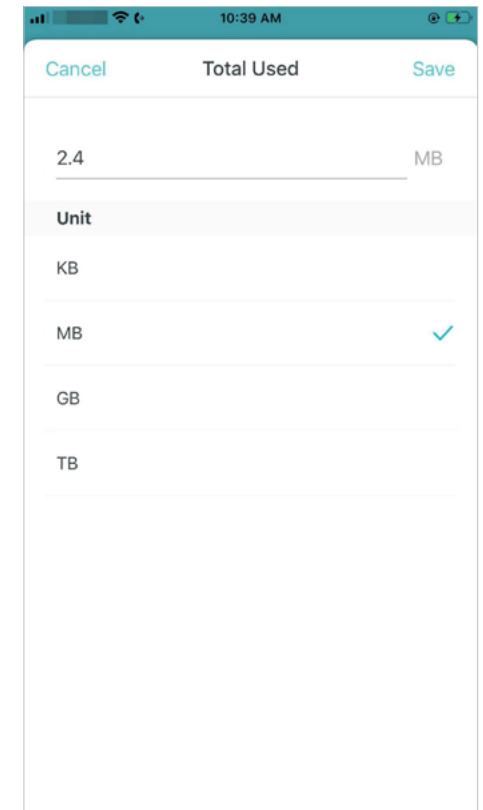 10:39 AM
Cancel Total Used Save
2.4 MB
Unit
KB
MB
GB
TB